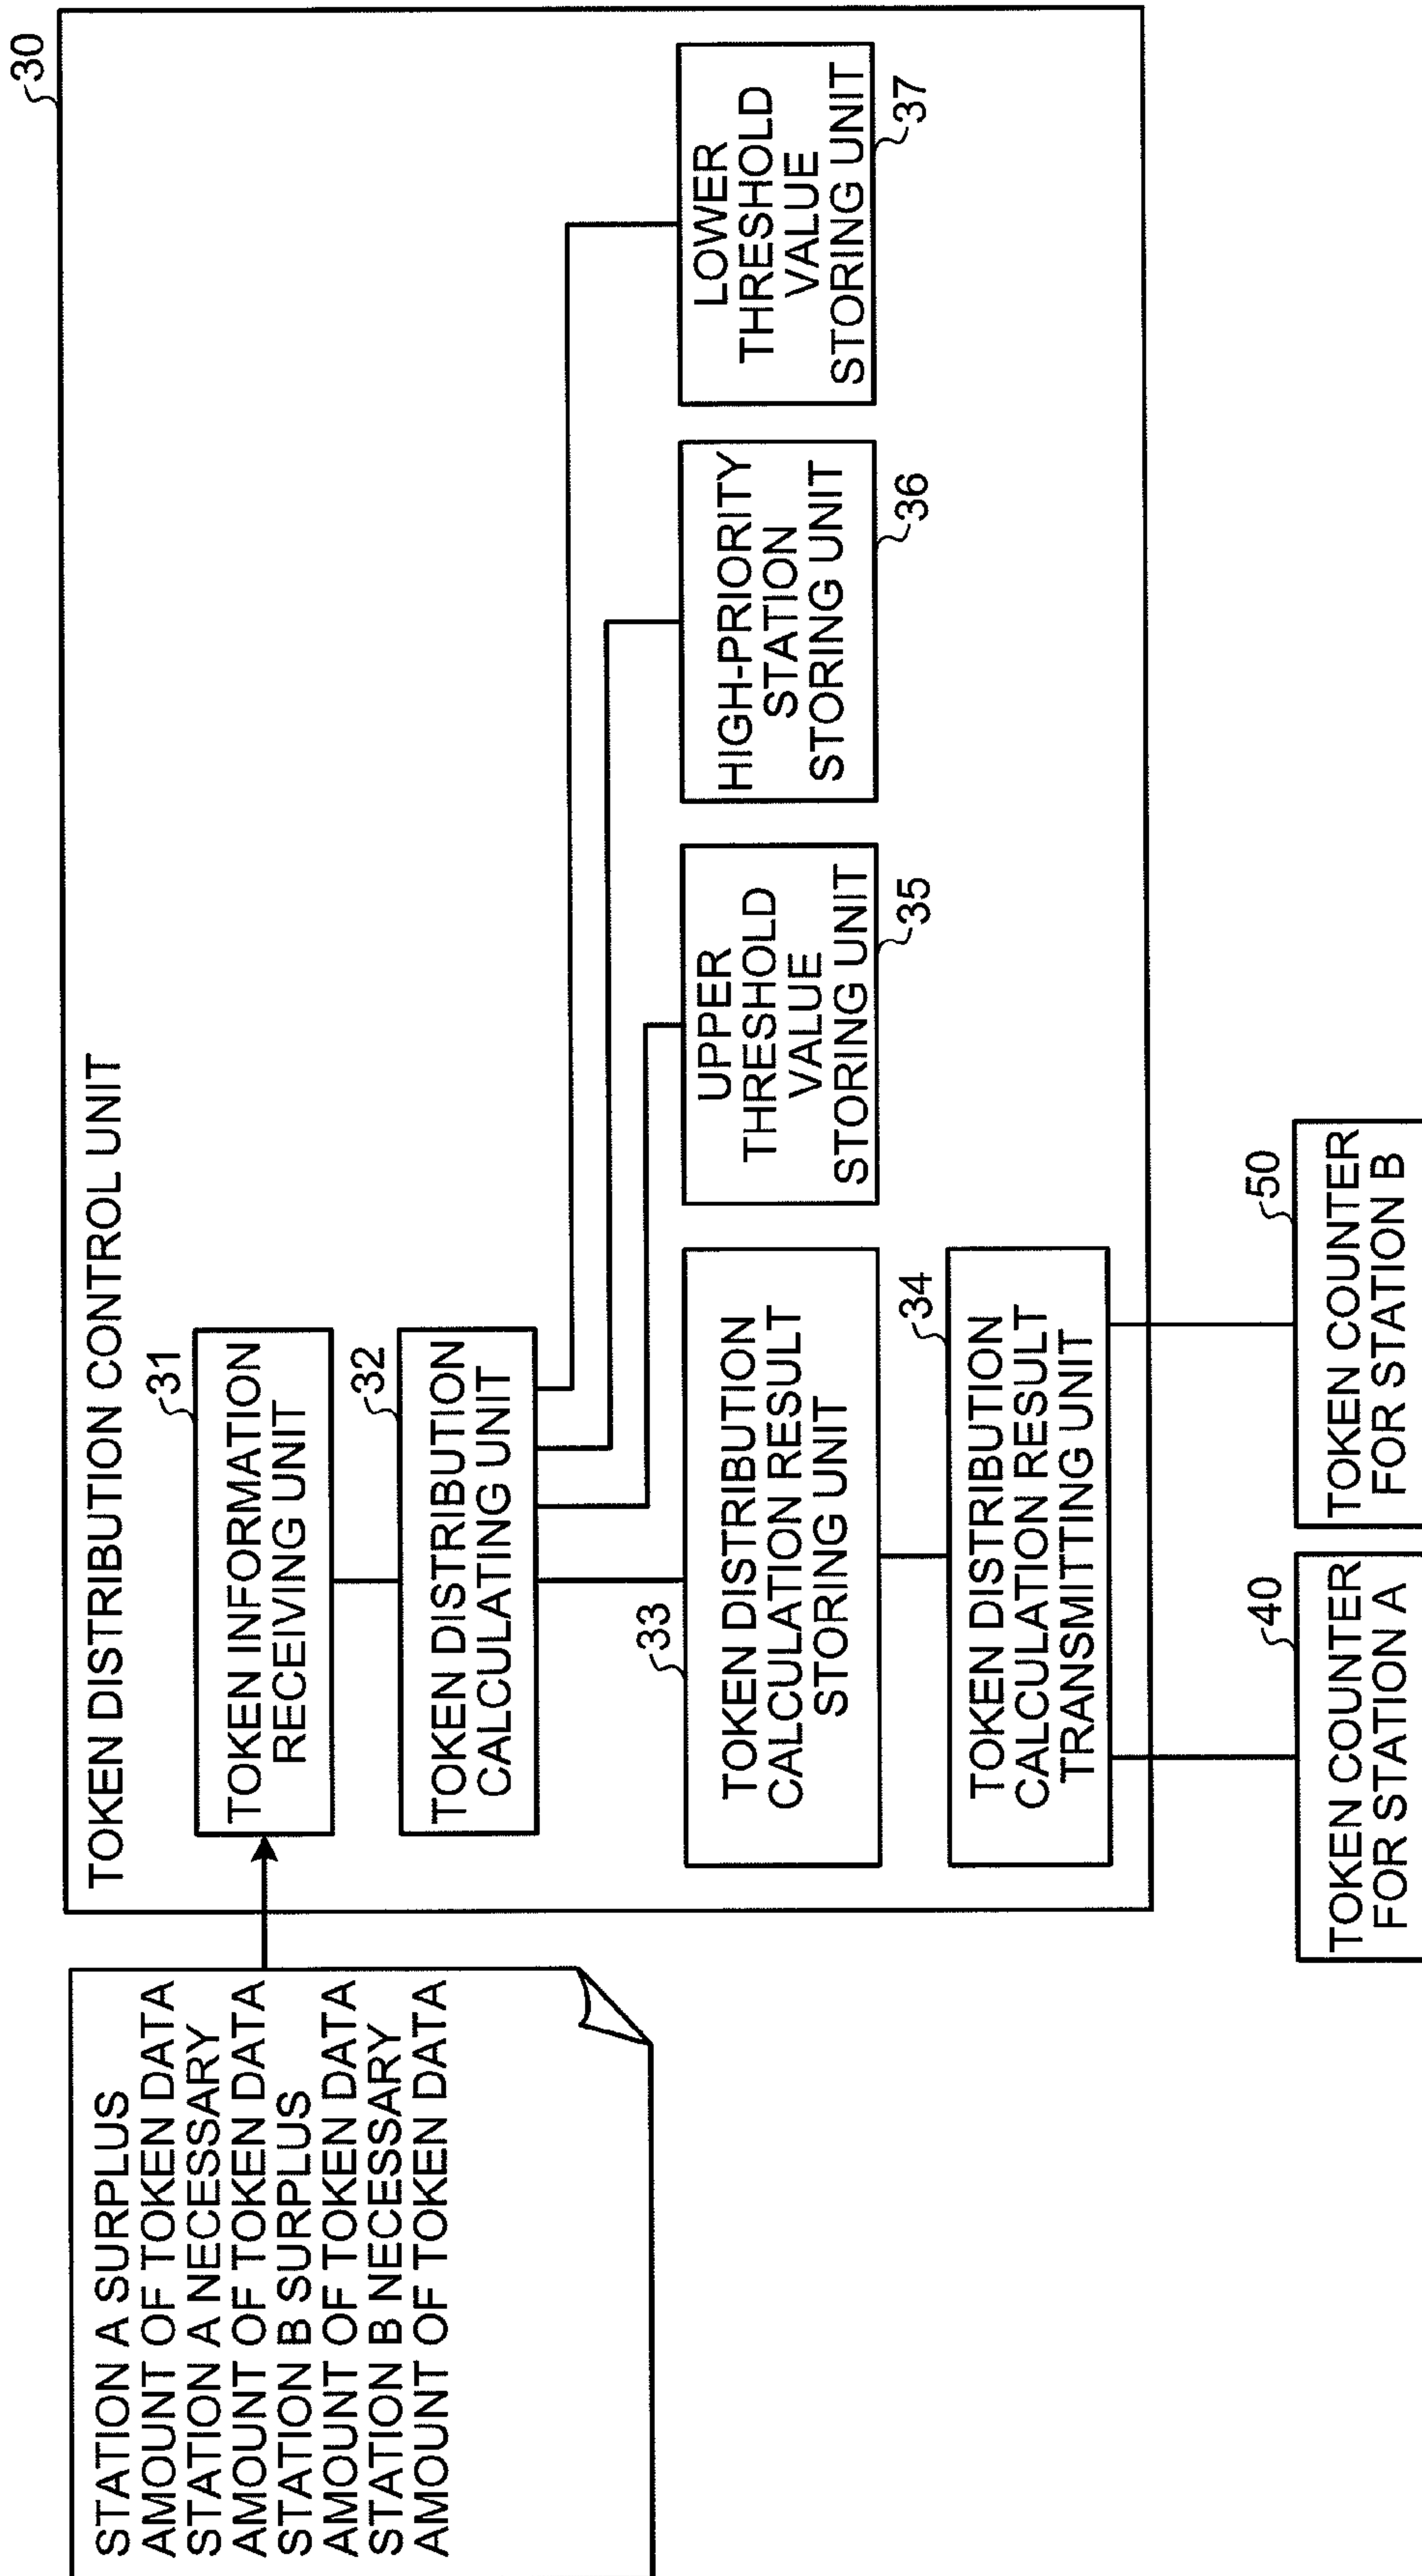 30
TOKEN DISTRIBUTION CONTROL UNIT
STATION A SURPLUS
AMOUNT OF TOKEN DATA
STATION A NECESSARY
AMOUNT OF TOKEN DATA
STATION B SURPLUS
AMOUNT OF TOKEN DATA
STATION B NECESSARY
AMOUNT OF TOKEN DATA
31
TOKEN INFORMATION
RECEIVING UNIT
32
TOKEN DISTRIBUTION
CALCULATING UNIT
33
TOKEN DISTRIBUTION
CALCULATION RESULT
STORING UNIT
UPPER
THRESHOLD
VALUE
STORING UNIT
35
HIGH-PRIORITY
STATION
STORING UNIT
36
LOWER
THRESHOLD
VALUE
STORING UNIT
37
34
TOKEN DISTRIBUTION
CALCULATION RESULT
TRANSMITTING UNIT
40
TOKEN COUNTER
FOR STATION A
50
TOKEN COUNTER
FOR STATION B